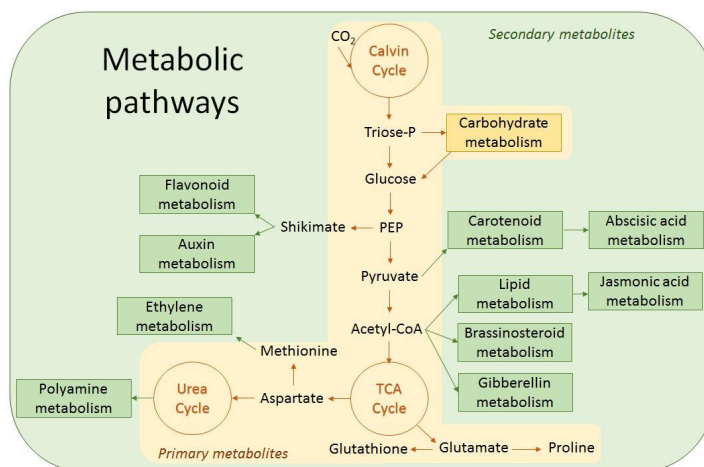 Metabolic
pathways
Secondary metabolites
CO2
Calvin
Cycle
Triose-P
Carbohydrate
metabolism
Glucose
Flavonoid
metabolism
Shikimate
PEP
Auxin
metabolism
Carotenoid
metabolism
Abscisic acid
metabolism
Pyruvate
Lipid
metabolism
Jasmonic acid
metabolism
Ethylene
metabolism
Acetyl-CoA
Brassinosteroid
metabolism
Methionine
Gibberellin
metabolism
Polyamine
metabolism
Urea
Cycle
Aspartate
TCA
Cycle
Primary metabolites
Glutathione
Glutamate
Proline